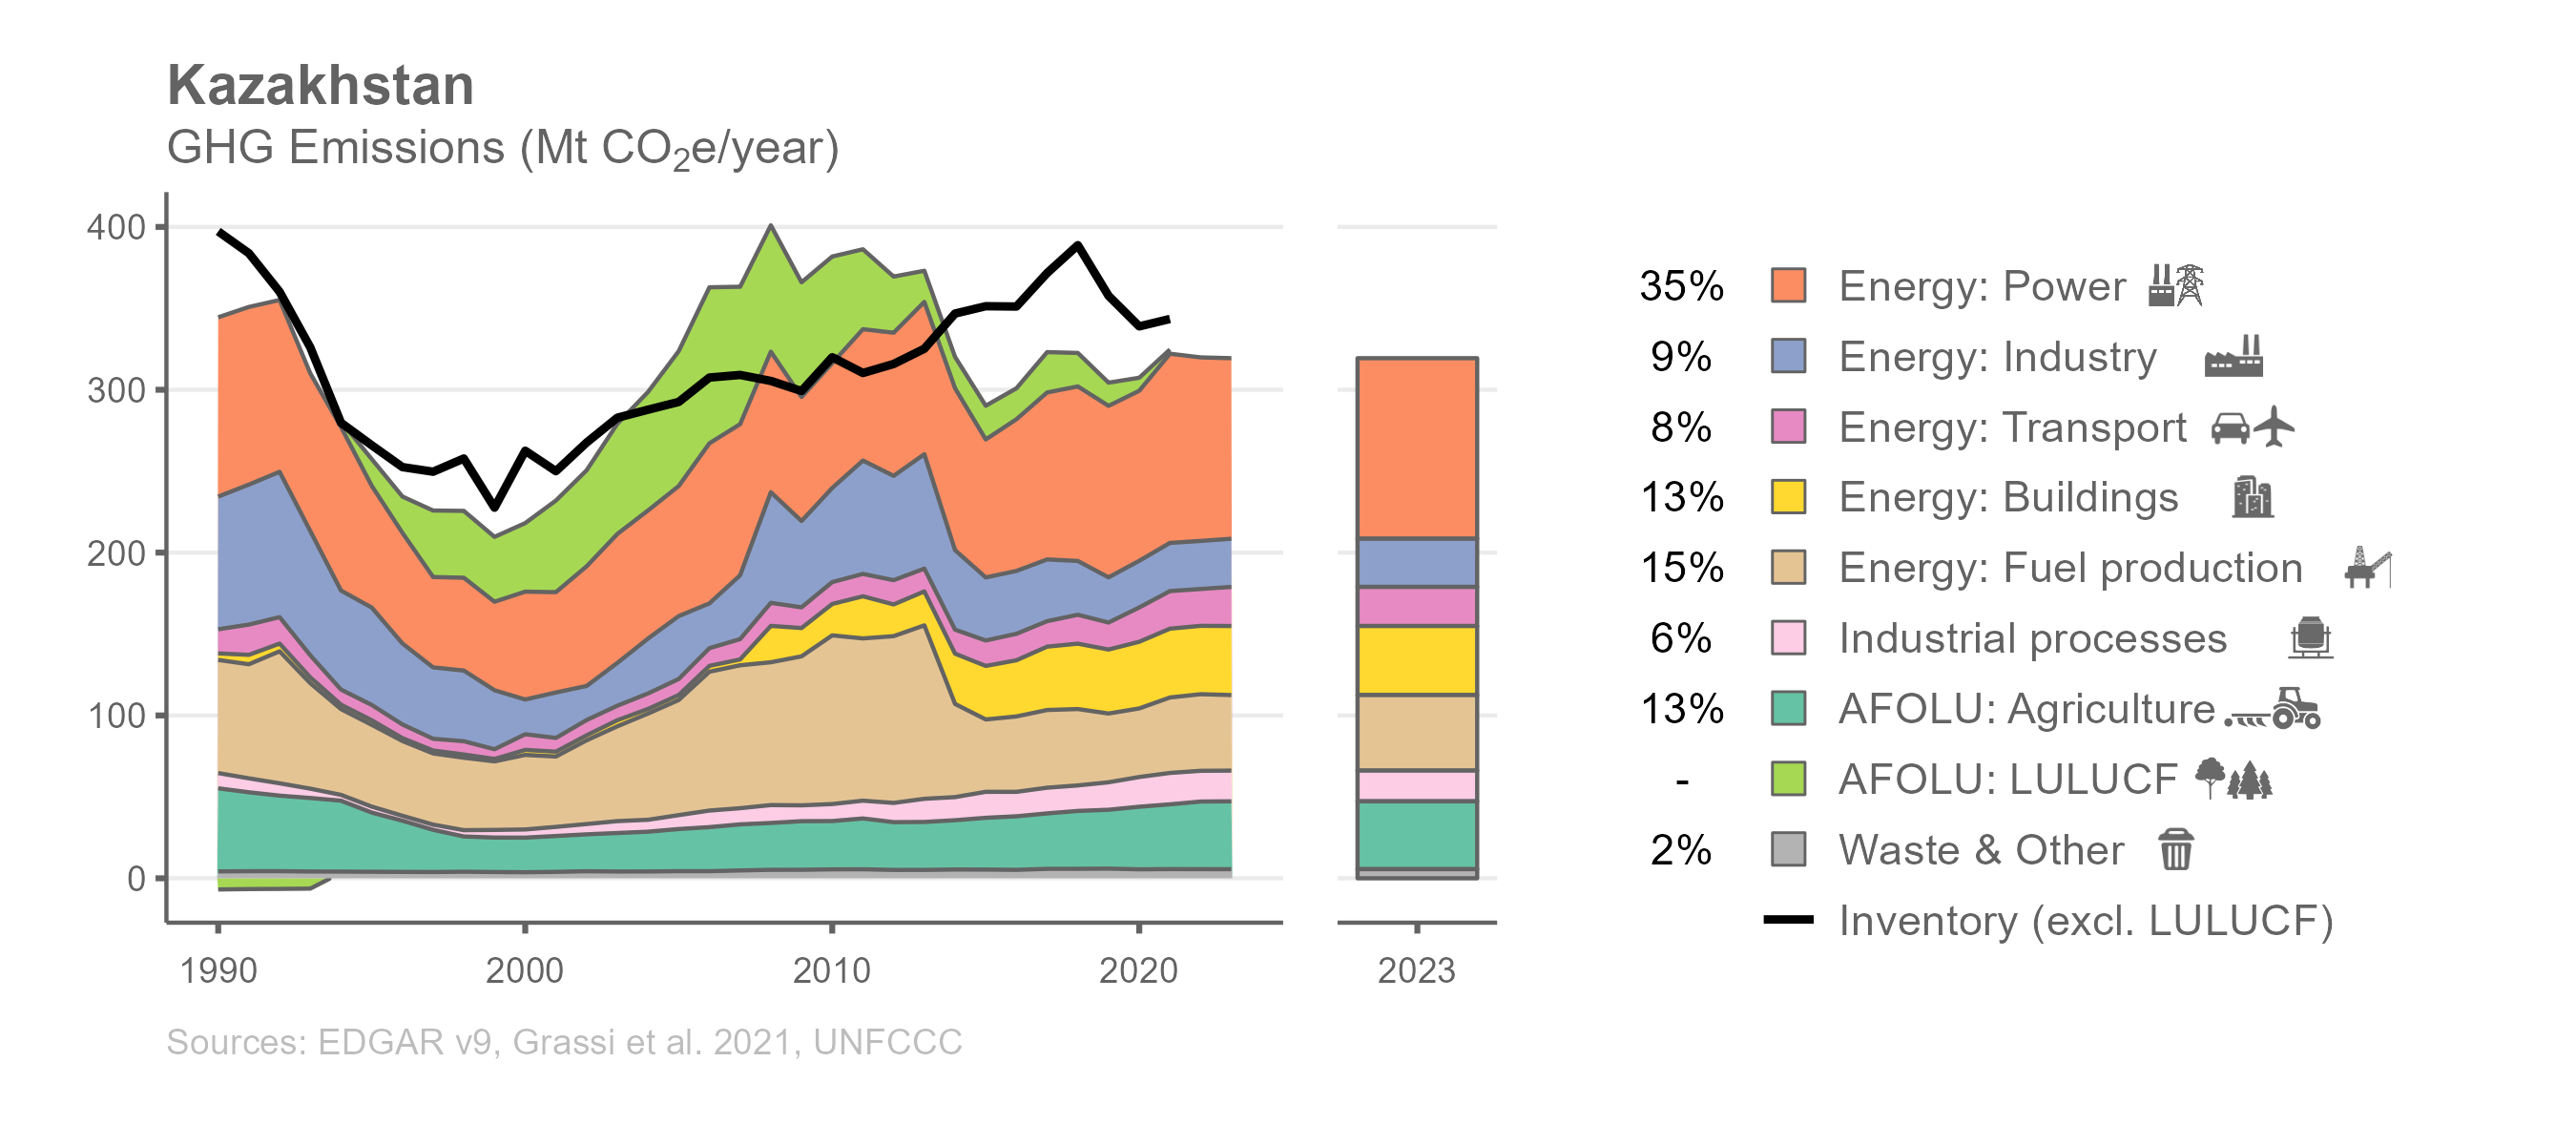 Kazakhstan
GHG Emissions (Mt CO₂e/year)
400
300
200
100
0
1990 2000 2010 2020 2023
35% Energy: Power
9% Energy: Industry
8% Energy: Transport
13% Energy: Buildings
15% Energy: Fuel production
6% Industrial processes
13% AFOLU: Agriculture
- AFOLU: LULUCF
2% Waste & Other
Inventory (excl. LULUCF)
Sources: EDGAR v9, Grassi et al. 2021, UNFCCC